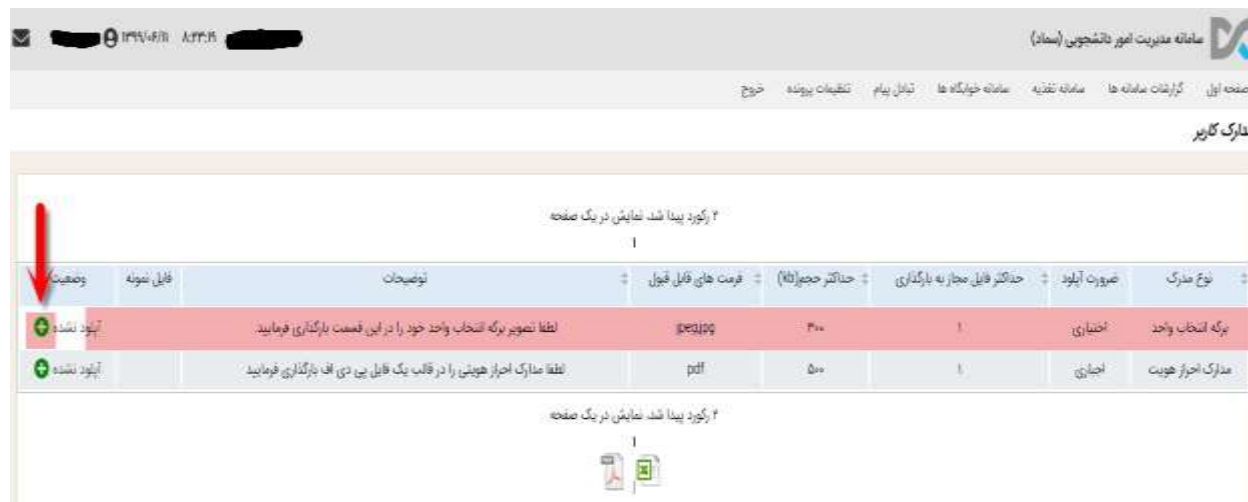 سامانه مدیریت امور دانشجویی (سماد)
۱۳۹۹/۰۶/۱۱ ۸:۲۳:۱۹
صفحه اول گزارشات سامانه ها سامانه تغذیه سامانه خوابگاه ها تبادل پیام تنظیمات پرونده خروج
مدارک کاربر
۲ رکورد پیدا شد، نمایش در یک صفحه
۱
نوع مدرک ضرورت آپلود حداکثر فایل مجاز به بارگذاری حداکثر حجم(kb) فرمت های قابل قبول توضیحات فایل نمونه وضعیت
برگه انتخاب واحد اختیاری ۱ ۳۰۰ jpeg,jpg لطفا تصویر برگه انتخاب واحد خود را در این قسمت بارگذاری فرمایید آپلود نشده
مدارک احراز هویت اجباری ۱ ۵۰۰ pdf لطفا مدارک احراز هویتی را در قالب یک فایل پی دی اف بارگذاری فرمایید آپلود نشده
۲ رکورد پیدا شد، نمایش در یک صفحه
۱